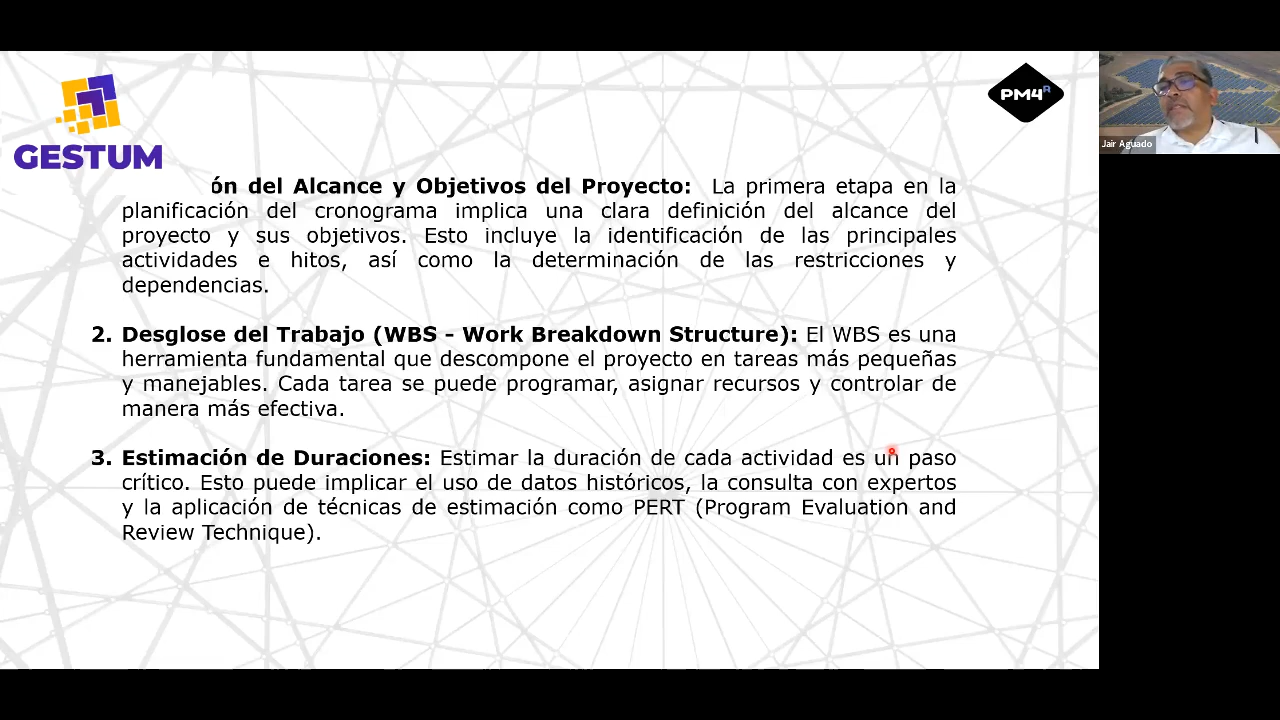 GESTUM
PM4R
Jair Aguado
ón del Alcance y Objetivos del Proyecto: La primera etapa en la
planificación del cronograma implica una clara definición del alcance del
proyecto y sus objetivos. Esto incluye la identificación de las principales
actividades e hitos, así como la determinación de las restricciones y
dependencias.
2. Desglose del Trabajo (WBS - Work Breakdown Structure): El WBS es una
herramienta fundamental que descompone el proyecto en tareas más pequeñas
y manejables. Cada tarea se puede programar, asignar recursos y controlar de
manera más efectiva.
3. Estimación de Duraciones: Estimar la duración de cada actividad es un paso
crítico. Esto puede implicar el uso de datos históricos, la consulta con expertos
y la aplicación de técnicas de estimación como PERT (Program Evaluation and
Review Technique).